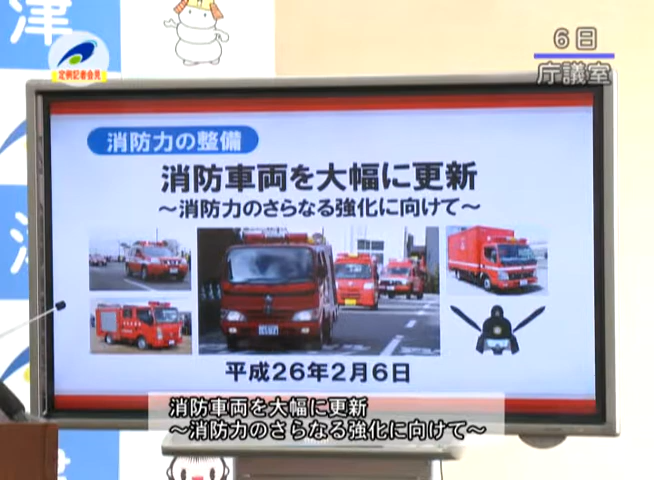 津
定例記者会見
6日
庁議室
消防力の整備
消防車両を大幅に更新
～消防力のさらなる強化に向けて～
平成26年2月6日
消防車両を大幅に更新
～消防力のさらなる強化に向けて～
津